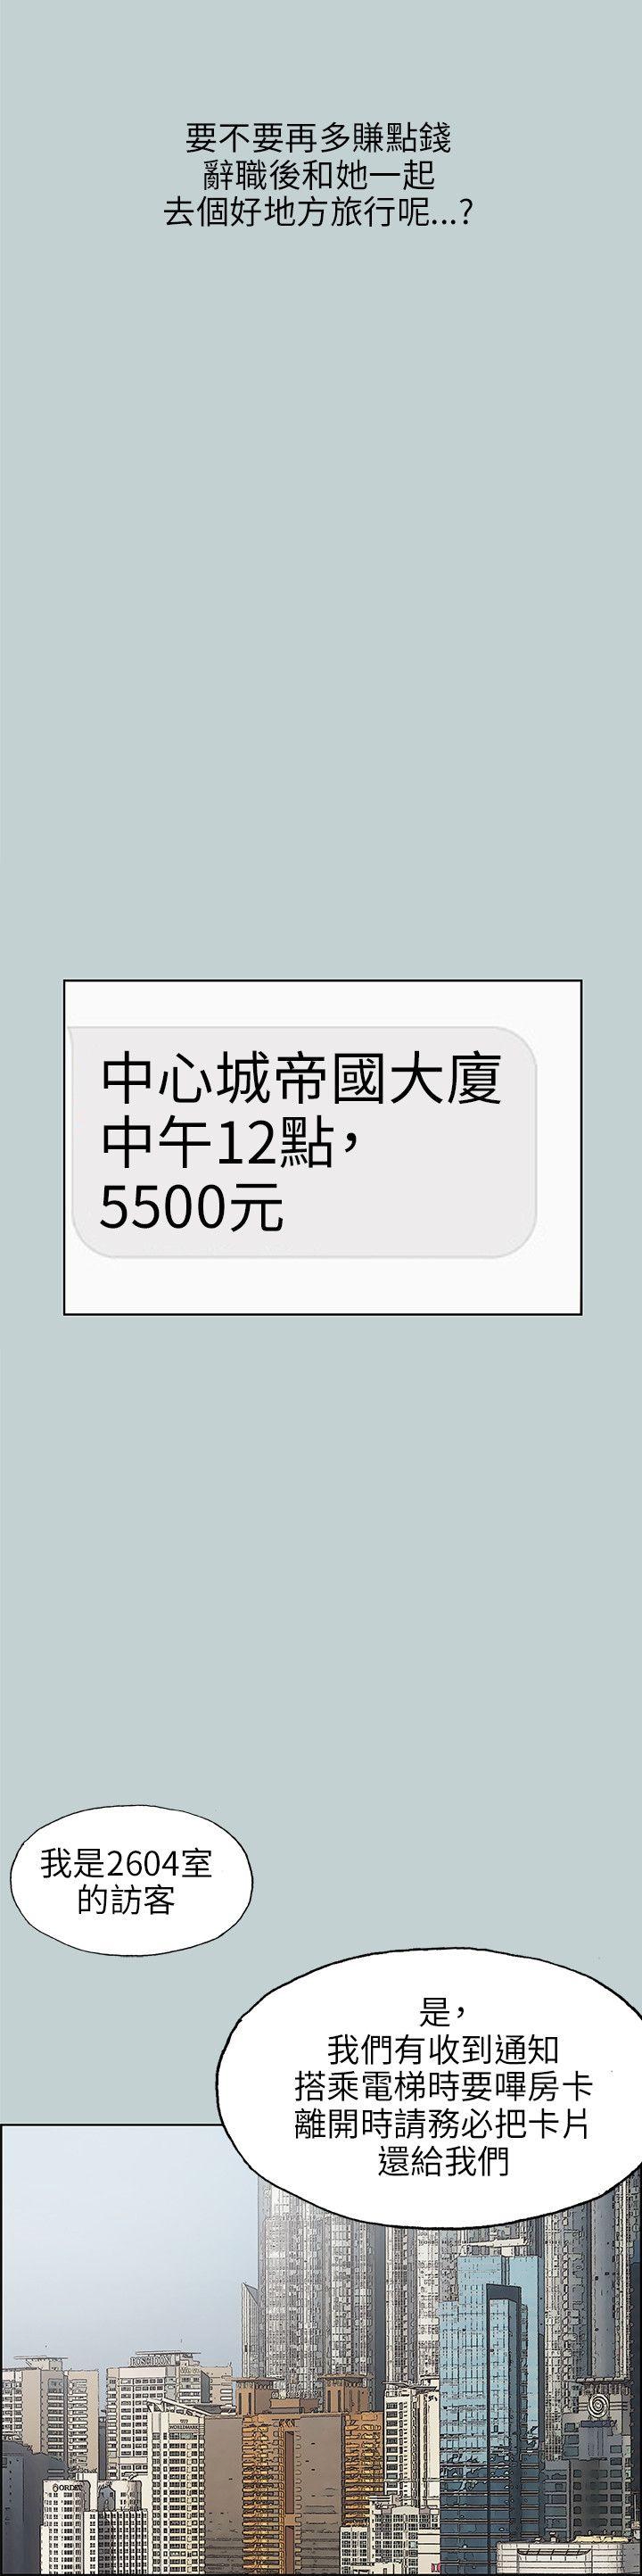 要不要再多賺點錢
辭職後和她一起
去個好地方旅行呢...?
中心城帝國大廈
中午12點，
5500元
我是2604室
的訪客
是，
我們有收到通知
搭乘電梯時要嗶房卡
離開時請務必把卡片
還給我們
POSISHION
WORLDMARK
ORDEX